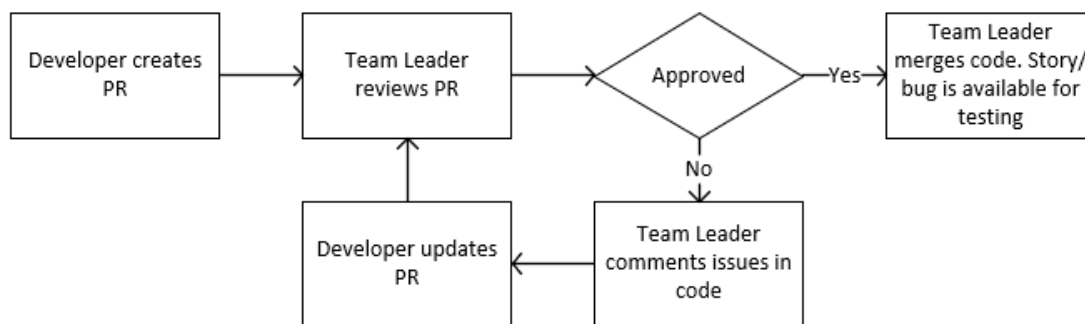 Developer creates
PR
Team Leader
reviews PR
Approved
Yes
Team Leader
merges code. Story/
bug is available for
testing
No
Developer updates
PR
Team Leader
comments issues in
code